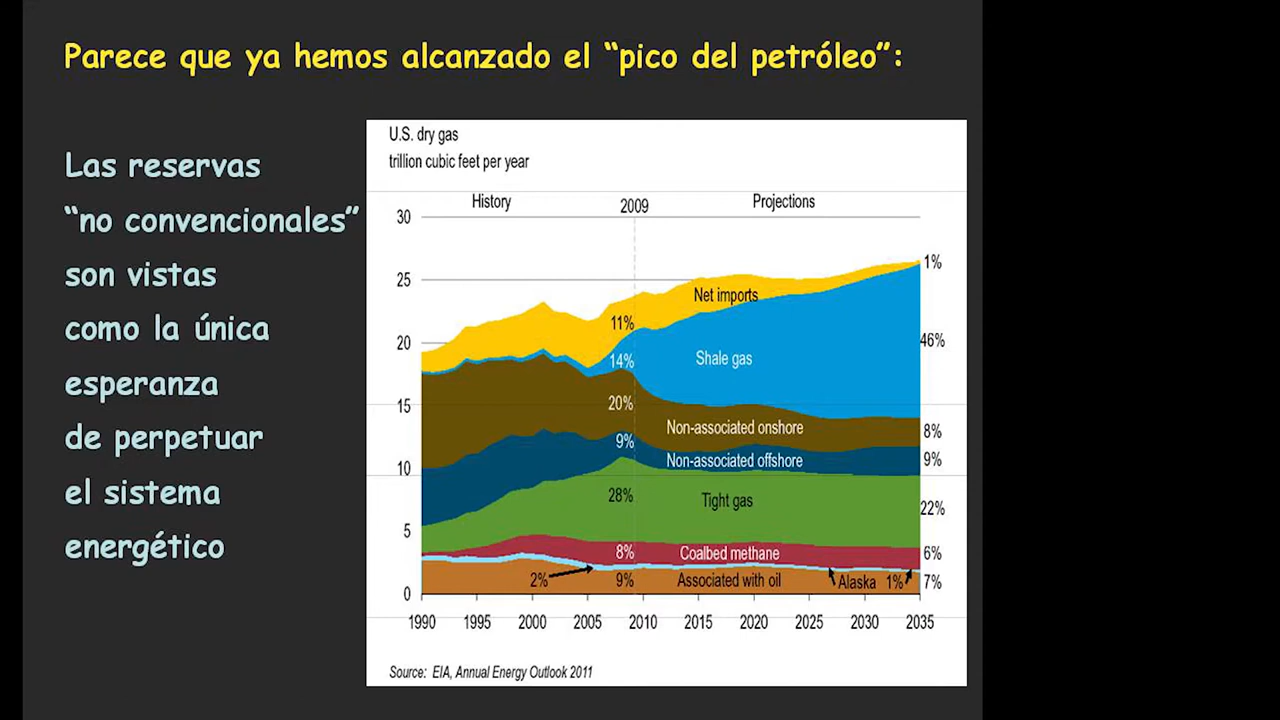 Parece que ya hemos alcanzado el “pico del petróleo”:
Las reservas
“no convencionales”
son vistas
como la única
esperanza
de perpetuar
el sistema
energético
U.S. dry gas
trillion cubic feet per year
History 2009 Projections
30
25
20
15
10
5
0
Net imports
11%
1%
Shale gas
14%
46%
Non-associated onshore
20%
8%
Non-associated offshore
9%
9%
Tight gas
28%
22%
Coalbed methane
8%
6%
2%
9%
Associated with oil
Alaska 1%
7%
1990 1995 2000 2005 2010 2015 2020 2025 2030 2035
Source: EIA, Annual Energy Outlook 2011